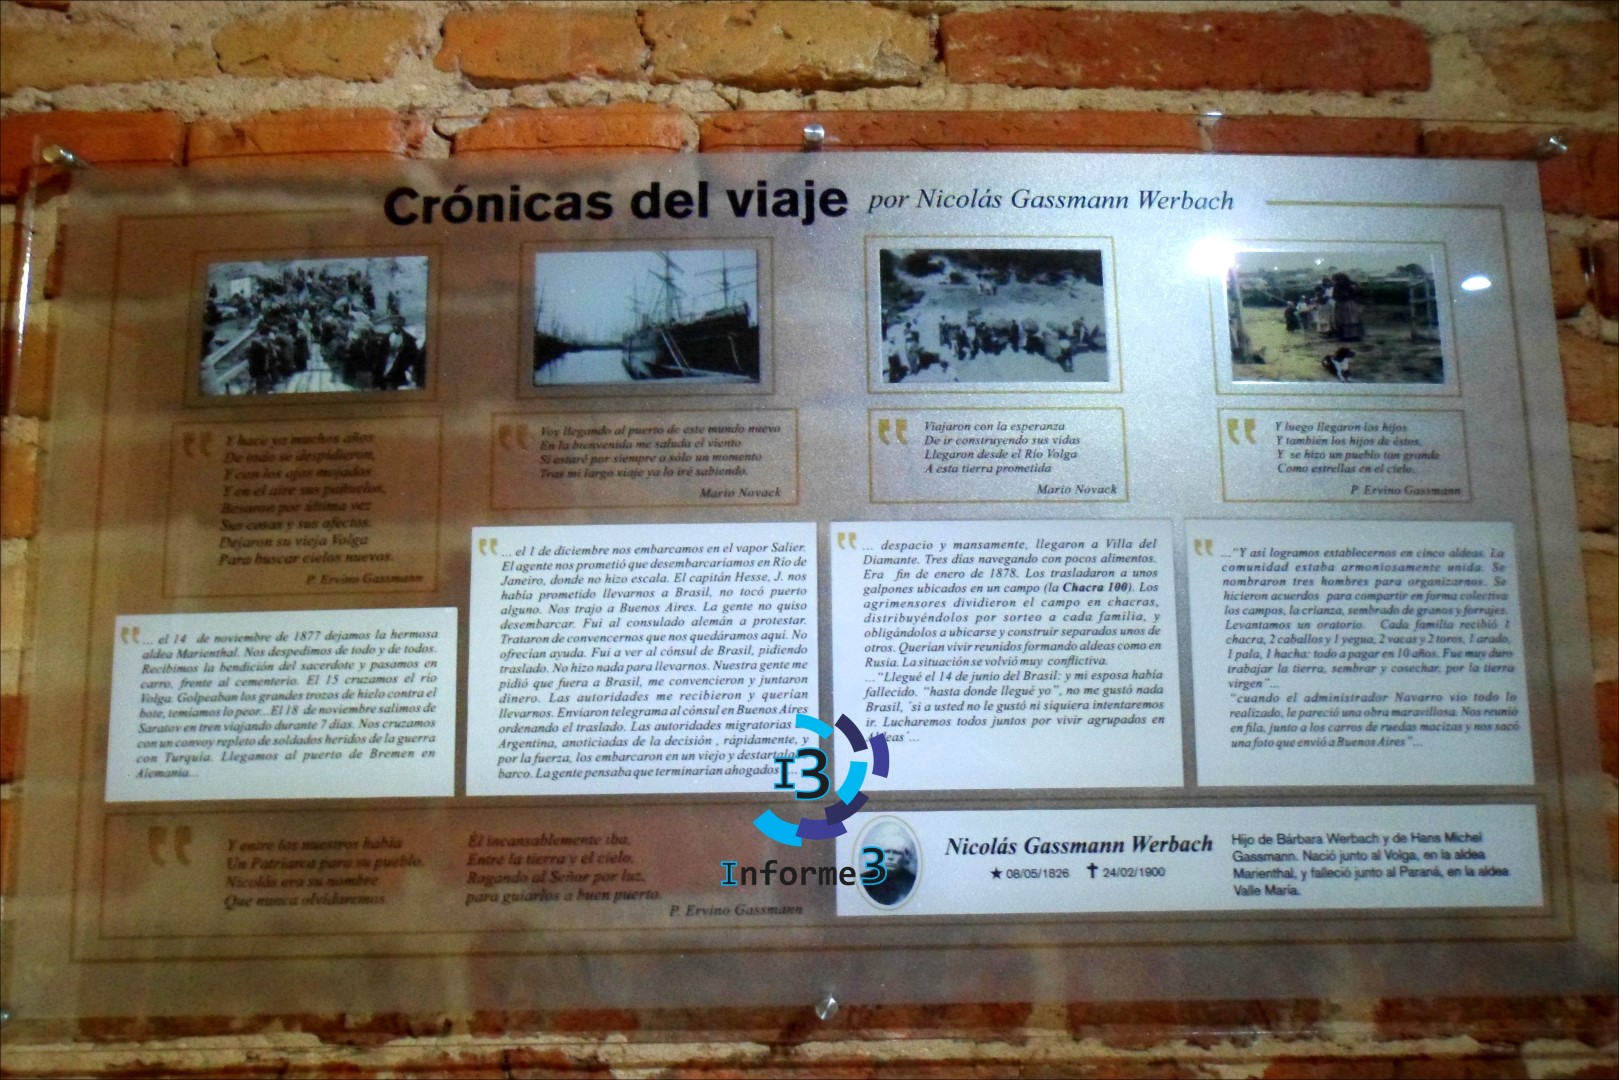 Crónicas del viaje por Nicolás Gassmann Werbach
Y hace ya muchos años
De todo se despidieron,
Y con los ojos mojados
Y en el aire sus pañuelos,
Besaron por última vez
Sus cosas y sus afectos.
Dejaron su vieja Volga
Para buscar cielos nuevos.
P. Ervino Gassmann
Voy llegando al puerto de este mundo nuevo
En la bienvenida me saluda el viento
Si estaré por siempre o sólo un momento
Tras mi largo viaje ya lo iré sabiendo.
Mario Novack
Viajaron con la esperanza
De ir construyendo sus vidas
Llegaron desde el Río Volga
A esta tierra prometida
Mario Novack
Y luego llegaron los hijos
Y también los hijos de éstos,
Y se hizo un pueblo tan grande
Como estrellas en el cielo.
P. Ervino Gassmann
... el 14 de noviembre de 1877 dejamos la hermosa
aldea Marienthal. Nos despedimos de todo y de todos.
Recibimos la bendición del sacerdote y pasamos en
carro, frente al cementerio. El 15 cruzamos el río
Volga. Golpeaban los grandes trozos de hielo contra el
bote, temíamos lo peor...El 18 de noviembre salimos de
Saratov en tren viajando durante 7 días. Nos cruzamos
con un convoy repleto de soldados heridos de la guerra
con Turquía. Llegamos al puerto de Bremen en
Alemania...
... el 1 de diciembre nos embarcamos en el vapor Salier.
El agente nos prometió que desembarcaríamos en Río de
Janeiro, donde no hizo escala. El capitán Hesse, J. nos
había prometido llevarnos a Brasil, no tocó puerto
alguno. Nos trajo a Buenos Aires. La gente no quiso
desembarcar. Fui al consulado alemán a protestar.
Trataron de convencernos que nos quedáramos aquí. No
ofrecían ayuda. Fui a ver al cónsul de Brasil, pidiendo
traslado. No hizo nada para llevarnos. Nuestra gente me
pidió que fuera a Brasil, me convencieron y juntaron
dinero. Las autoridades me recibieron y querían
llevarnos. Enviaron telegrama al cónsul en Buenos Aires
ordenando el traslado. Las autoridades migratorias
Argentina, anoticiadas de la decisión , rápidamente, y
por la fuerza, los embarcaron en un viejo y destartala
barco. La gente pensaba que terminarían ahogados
... despacio y mansamente, llegaron a Villa del
Diamante. Tres días navegando con pocos alimentos.
Era fin de enero de 1878. Los trasladaron a unos
galpones ubicados en un campo (la Chacra 100). Los
agrimensores dividieron el campo en chacras,
distribuyéndolos por sorteo a cada familia, y
obligándolos a ubicarse y construir separados unos de
otros. Querían vivir reunidos formando aldeas como en
Rusia. La situación se volvió muy conflictiva.
..."Llegué el 14 de junio del Brasil: y mi esposa había
fallecido. "hasta donde llegué yo", no me gustó nada
Brasil, ¨si a usted no le gustó ni siquiera intentaremos
ir. Lucharemos todos juntos por vivir agrupados en
Aldeas¨...
..."Y así logramos establecernos en cinco aldeas. La
comunidad estaba armoniosamente unida. Se
nombraron tres hombres para organizarnos. Se
hicieron acuerdos para compartir en forma colectiva
los campos, la crianza, sembrado de granos y forrajes.
Levantamos un oratorio. Cada familia recibió 1
chacra, 2 caballos y 1 yegua, 2 vacas y 2 toros, 1 arado,
1 pala, 1 hacha: todo a pagar en 10 años. Fue muy duro
trabajar la tierra, sembrar y cosechar, por la tierra
virgen"...
"cuando el administrador Navarro vio todo lo
realizado, le pareció una obra maravillosa. Nos reunió
en fila, junto a los carros de ruedas macizas y nos sacó
una foto que envió a Buenos Aires"...
Y entre los nuestros había
Un Patriarca para su pueblo.
Nicolás era su nombre
Que nunca olvidaremos.
Él incansablemente iba,
Entre la tierra y el cielo,
Rogando al Señor por luz,
para guiarlos a buen puerto.
P. Ervino Gassmann
I3
Informe3
Nicolás Gassmann Werbach
★ 08/05/1826 ✝ 24/02/1900
Hijo de Bárbara Werbach y de Hans Michel
Gassmann. Nació junto al Volga, en la aldea
Marienthal, y falleció junto al Paraná, en la aldea
Valle María.